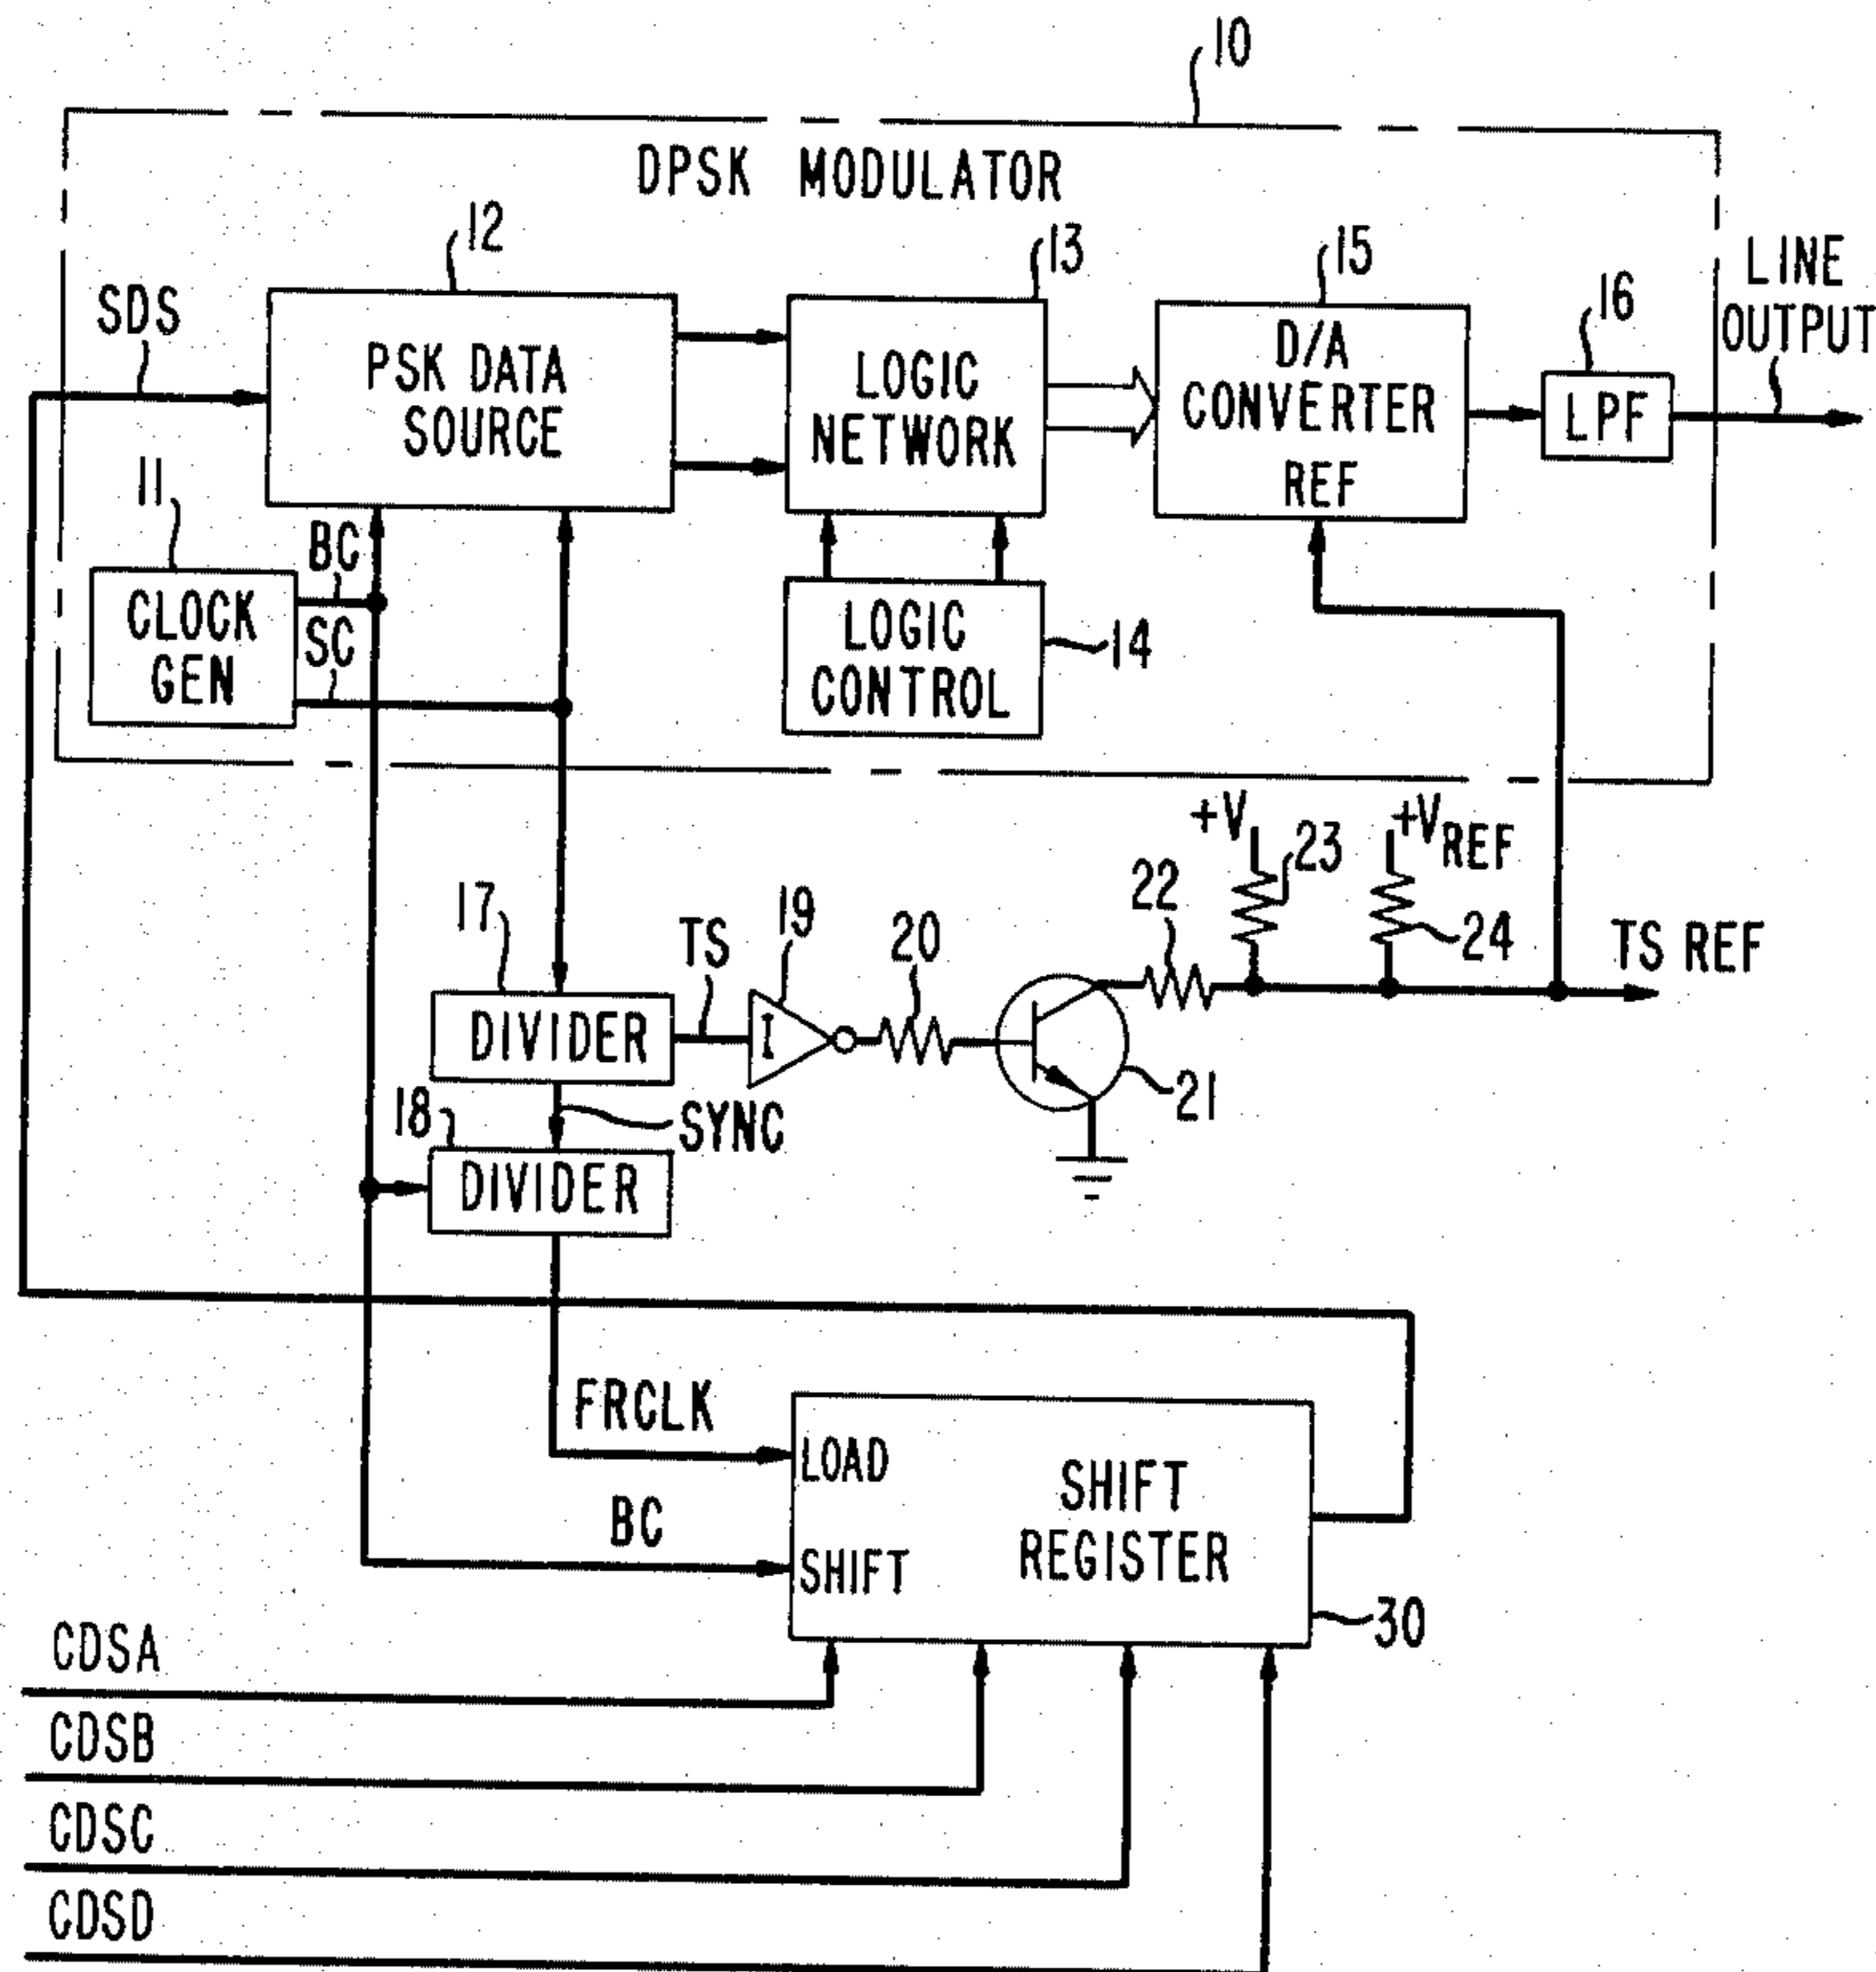 10
DPSK MODULATOR
12
13
15
16
LINE
OUTPUT
SDS
PSK DATA
SOURCE
LOGIC
NETWORK
D/A
CONVERTER
REF
LPF
11
BC
SC
CLOCK
GEN
LOGIC
CONTROL
14
+V
23
+VREF
24
22
TS REF
17
TS
19
20
DIVIDER
I
21
18
SYNC
DIVIDER
FRCLK
LOAD
SHIFT
REGISTER
BC
SHIFT
30
CDSA
CDSB
CDSC
CDSD